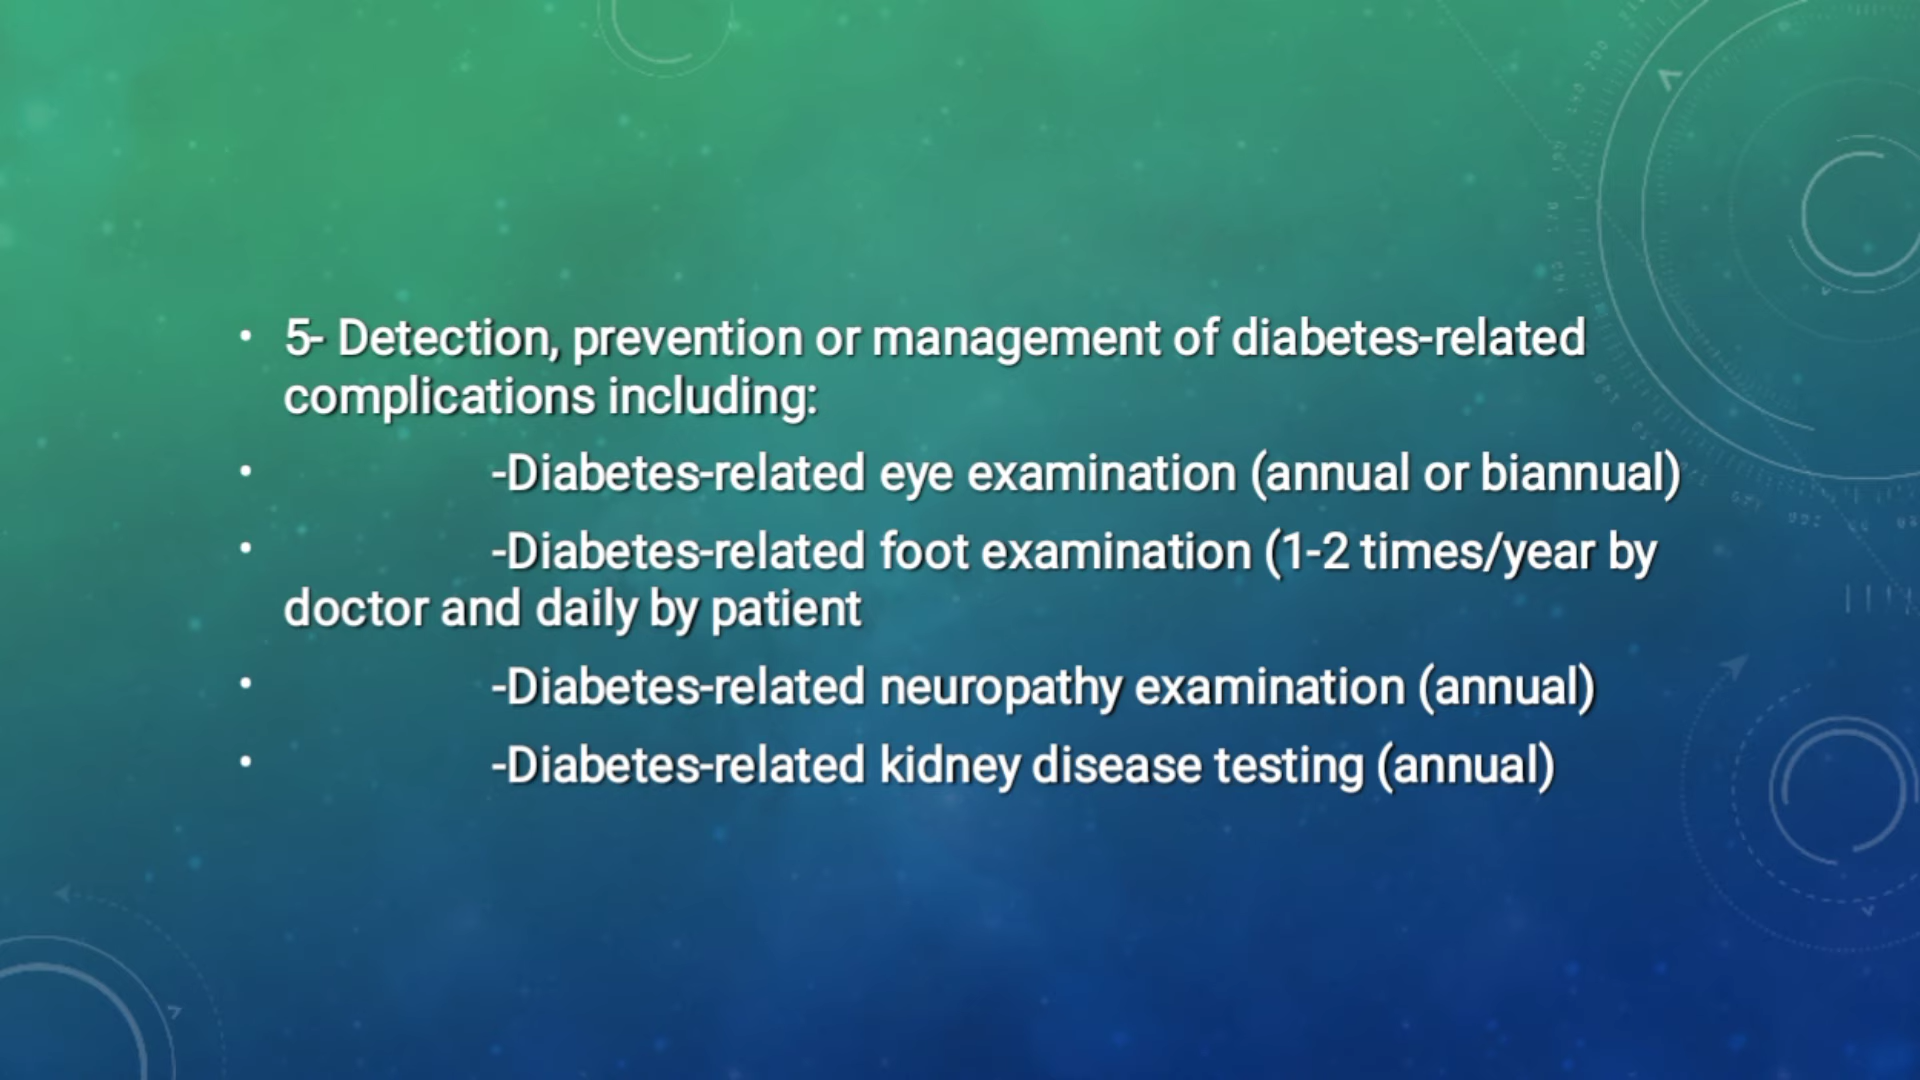 • 5- Detection, prevention or management of diabetes-related
complications including:
• -Diabetes-related eye examination (annual or biannual)
• -Diabetes-related foot examination (1-2 times/year by
doctor and daily by patient
• -Diabetes-related neuropathy examination (annual)
• -Diabetes-related kidney disease testing (annual)